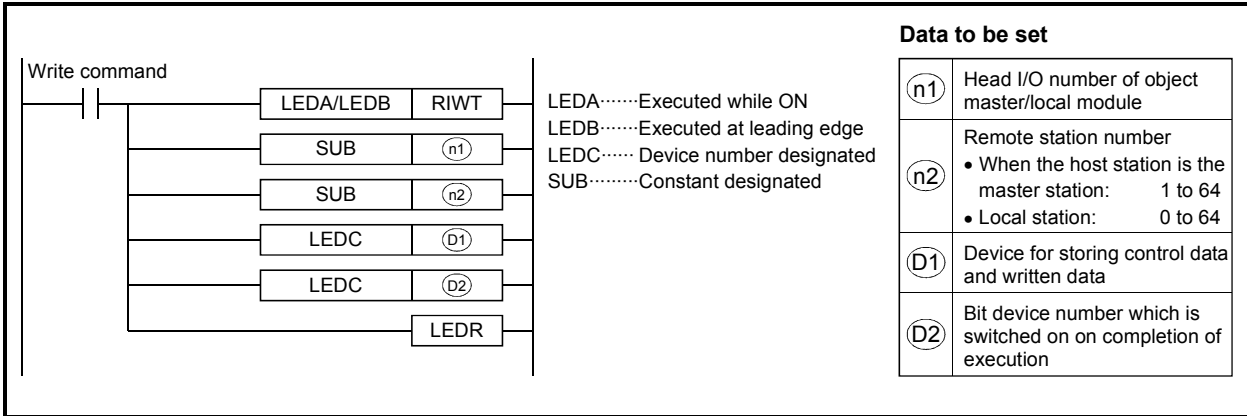 Write command
LEDA/LEDB RIWT
SUB n1
SUB n2
LEDC D1
LEDC D2
LEDR
LEDA·······Executed while ON
LEDB·······Executed at leading edge
LEDC······ Device number designated
SUB·········Constant designated
Data to be set
n1 Head I/O number of object
master/local module
n2 Remote station number
• When the host station is the
master station: 1 to 64
• Local station: 0 to 64
D1 Device for storing control data
and written data
D2 Bit device number which is
switched on on completion of
execution